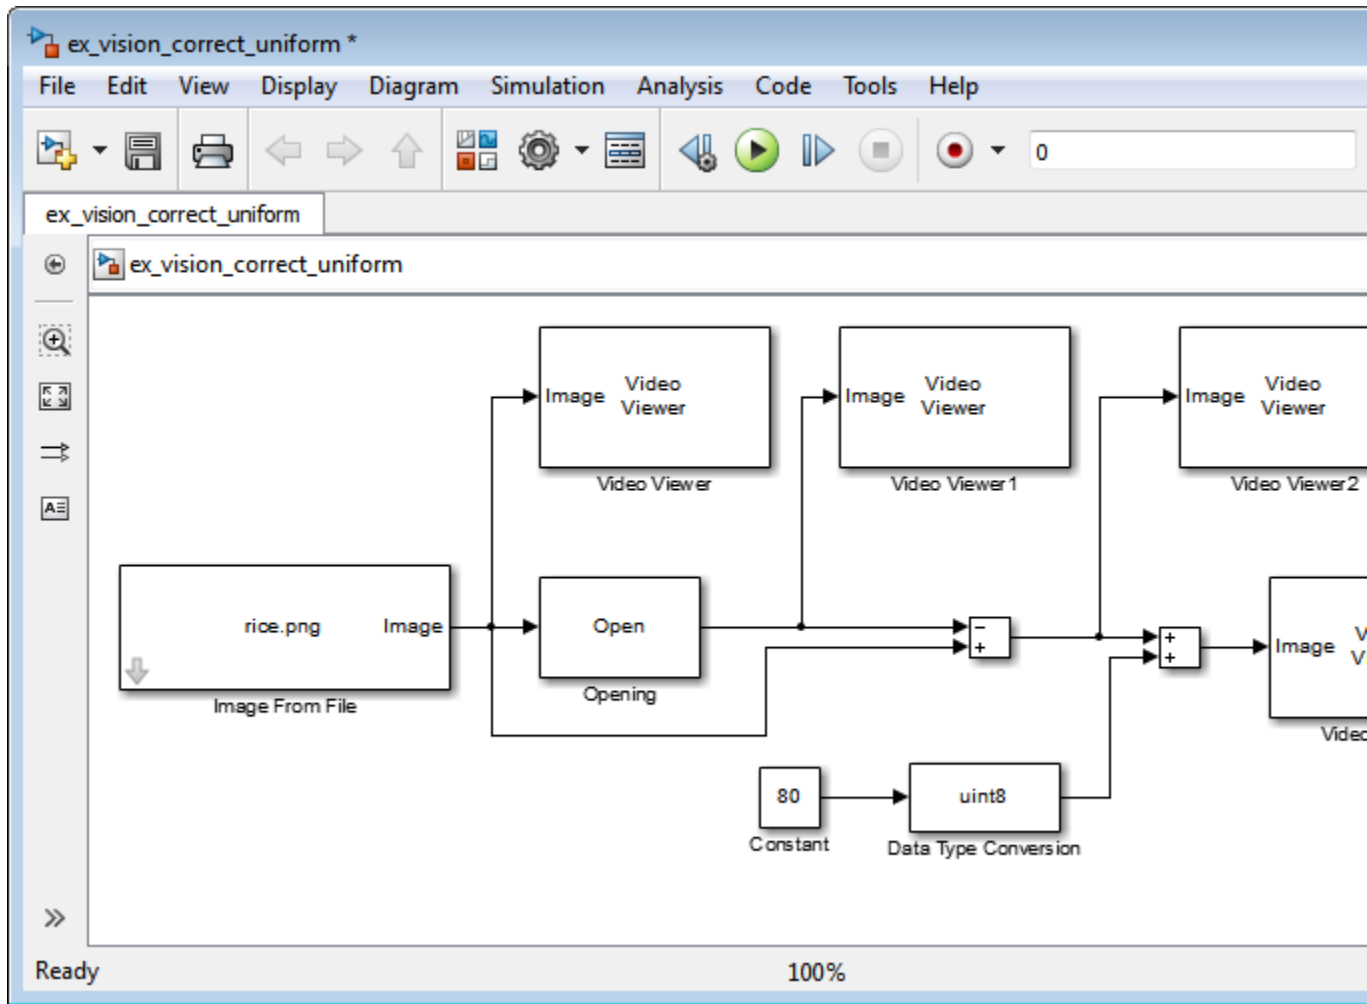 ex_vision_correct_uniform *
File Edit View Display Diagram Simulation Analysis Code Tools Help
0
ex_vision_correct_uniform
ex_vision_correct_uniform
Image Video Viewer
Video Viewer
Image Video Viewer
Video Viewer1
Image Video Viewer
Video Viewer2
rice.png Image
Image From File
Open
Opening
−
+
+
+
Image V
V
Video
80
Constant
uint8
Data Type Conversion
Ready 100%